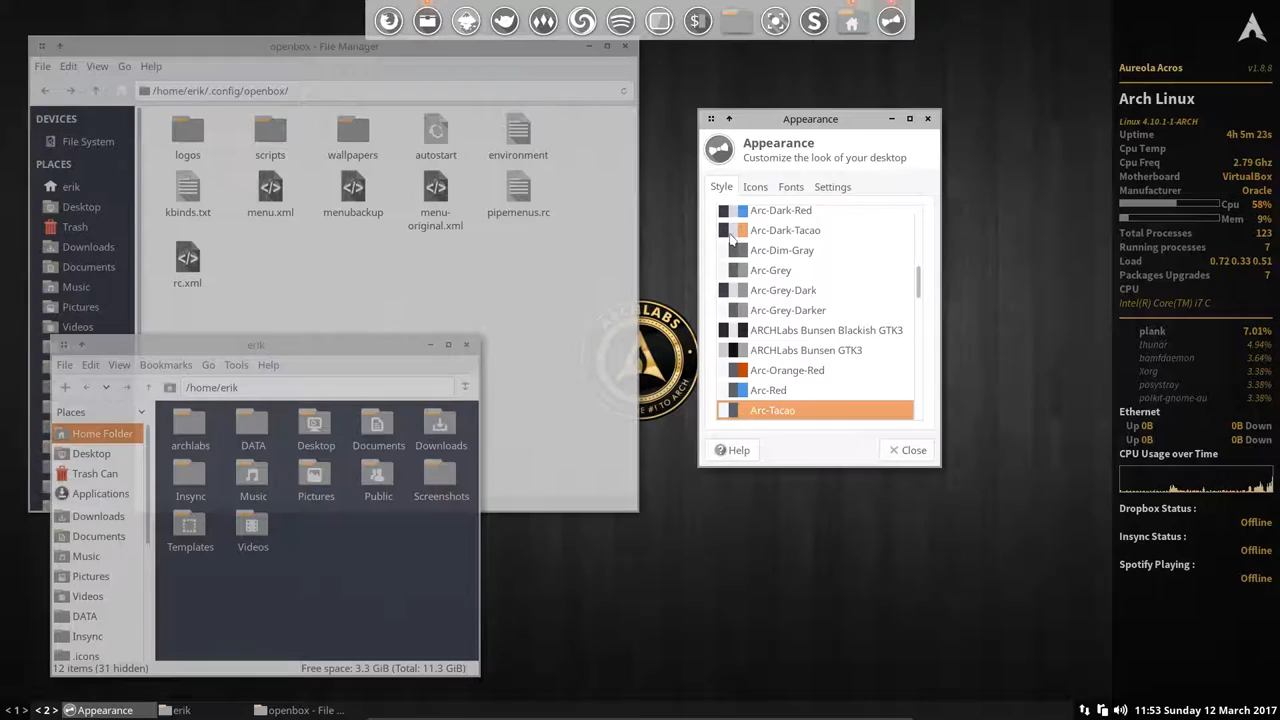 openbox - File Manager
File Edit View Go Help
/home/erik/.config/openbox/
DEVICES
File System
PLACES
erik
Desktop
Trash
Downloads
Documents
Music
Pictures
Videos
logos
scripts
wallpapers
autostart
environment
kbinds.txt
menu.xml
menubackup
menu-
original.xml
pipemenus.rc
rc.xml
erik
File Edit View Bookmarks Go Tools Help
/home/erik
Places
Home Folder
Desktop
Trash Can
Applications
Downloads
Documents
Music
Pictures
Videos
DATA
Insync
.icons
archlabs
DATA
Desktop
Documents
Downloads
Insync
Music
Pictures
Public
Screenshots
Templates
Videos
12 items (31 hidden)
Free space: 3.3 GiB (Total: 11.3 GiB)
Appearance
Appearance
Customize the look of your desktop
Style Icons Fonts Settings
Arc-Dark-Red
Arc-Dark-Tacao
Arc-Dim-Gray
Arc-Grey
Arc-Grey-Dark
Arc-Grey-Darker
ARCHLabs Bunsen Blackish GTK3
ARCHLabs Bunsen GTK3
Arc-Orange-Red
Arc-Red
Arc-Tacao
Help
Close
Aureola Acros v1.8.8
Arch Linux
Linux 4.10.1-1-ARCH
Uptime 4h 5m 23s
Cpu Temp
Cpu Freq 2.79 Ghz
Motherboard VirtualBox
Manufacturer Oracle
Cpu 58%
Mem 9%
Total Processes 123
Running processes 7
Load 0.72 0.33 0.51
Packages Upgrades 7
CPU
Intel(R) Core(TM) i7 C
plank 7.01%
thunar 4.94%
bamfdaemon 3.64%
Xorg 3.38%
psystray 3.38%
polkit-gnome-au 3.38%
Ethernet
Up 0B 0B Down
Up 0B 0B Down
CPU Usage over Time
Dropbox Status :
Offline
Insync Status :
Offline
Spotify Playing :
Offline
< 1 > < 2 > Appearance erik openbox - File ... 11:53 Sunday 12 March 2017